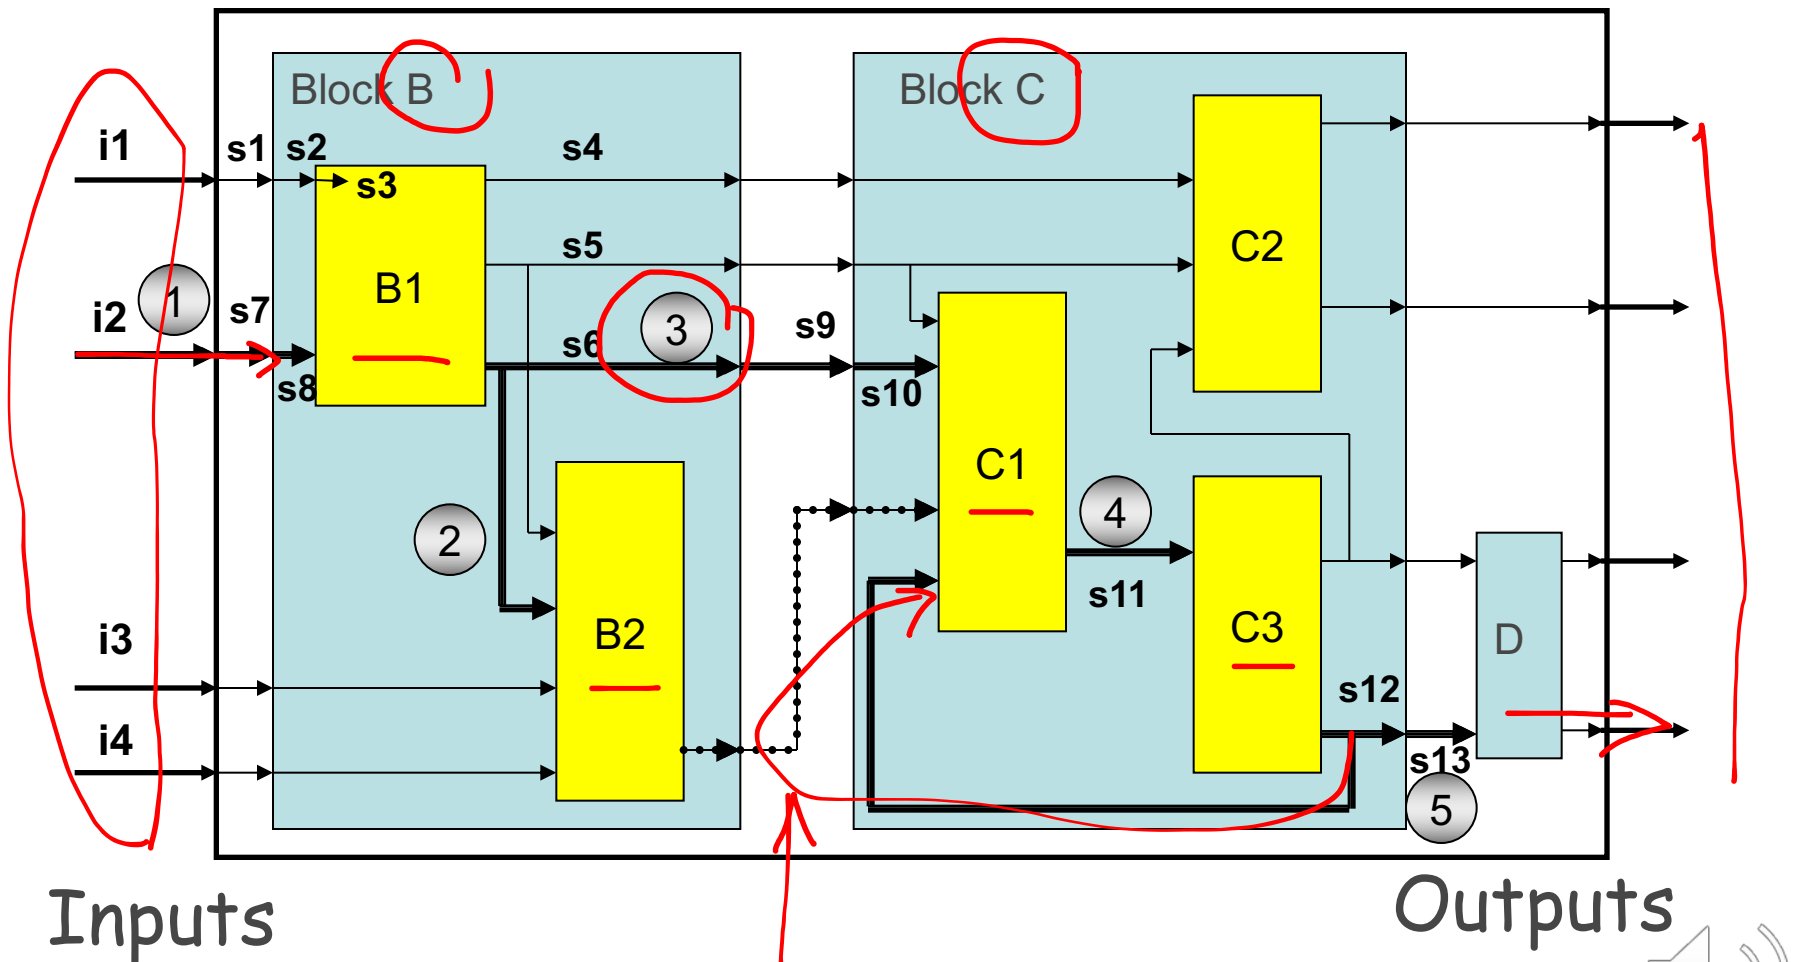 Block B
Block C
i1
s1
s2
s3
s4
s5
i2
1
s7
s8
B1
s6
3
s9
s10
C2
C1
4
s11
2
B2
i3
i4
C3
s12
D
s13
5
Inputs
Outputs